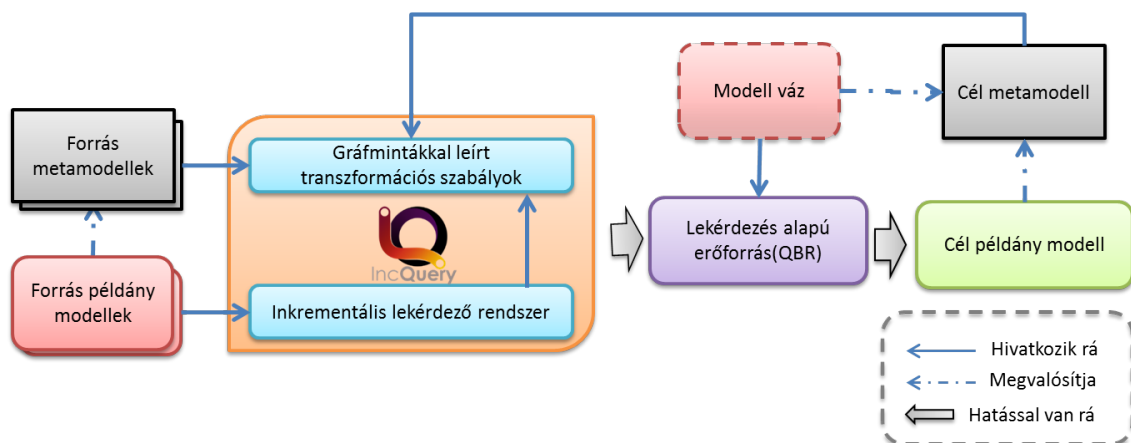 Modell váz
Cél metamodell
Forrás
metamodellek
Gráfmintákkal leírt
transzformációs szabályok
IncQuery
Lekérdezés alapú
erőforrás(QBR)
Cél példány modell
Forrás példány
modellek
Inkrementális lekérdező rendszer
Hivatkozik rá
Megvalósítja
Hatással van rá